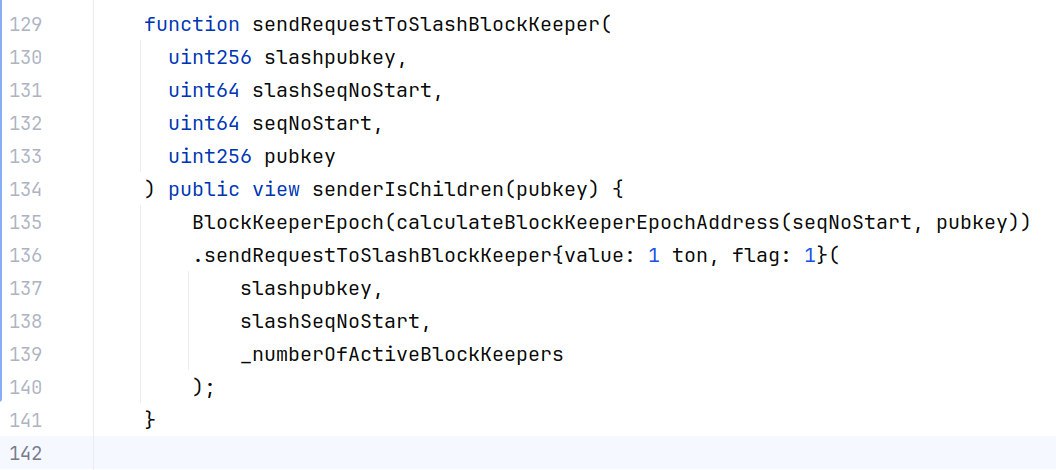 129 function sendRequestToSlashBlockKeeper(
130 uint256 slashpubkey,
131 uint64 slashSeqNoStart,
132 uint64 seqNoStart,
133 uint256 pubkey
134 ) public view senderIsChildren(pubkey) {
135 BlockKeeperEpoch(calculateBlockKeeperEpochAddress(seqNoStart, pubkey))
136 .sendRequestToSlashBlockKeeper{value: 1 ton, flag: 1}(
137 slashpubkey,
138 slashSeqNoStart,
139 _numberOfActiveBlockKeepers
140 );
141 }
142